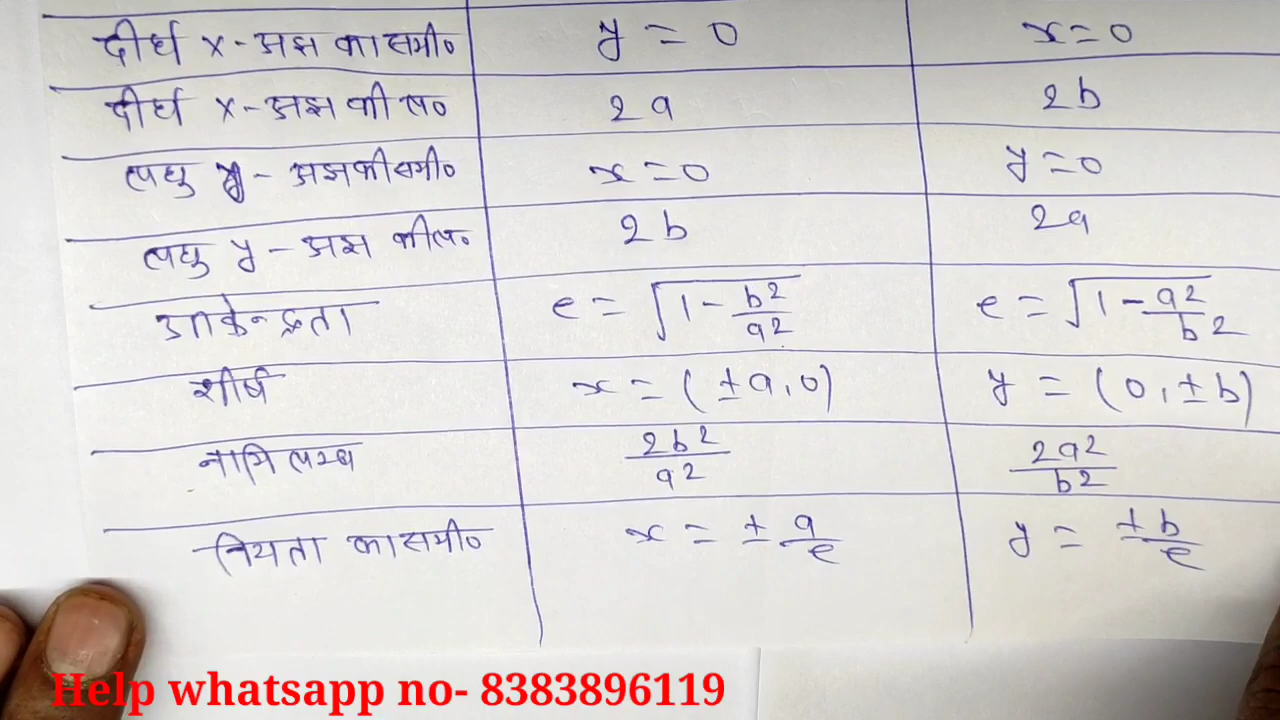 दीर्घ x-अक्ष का समी० y = 0 x=0
दीर्घ x-अक्ष की ल० 2a 2b
लघु y - अक्ष की समी० x=0 y=0
लघु y - अक्ष की ल० 2b 2a
उत्केन्द्रता e = √1 - b²/a² e = √1 - a²/b²
शीर्ष x = (±a,0) y = (0,±b)
नाभि लम्ब 2b²/a² 2a²/b²
नियता का समी० x = ± a/e y = ± b/e
Help whatsapp no- 8383896119